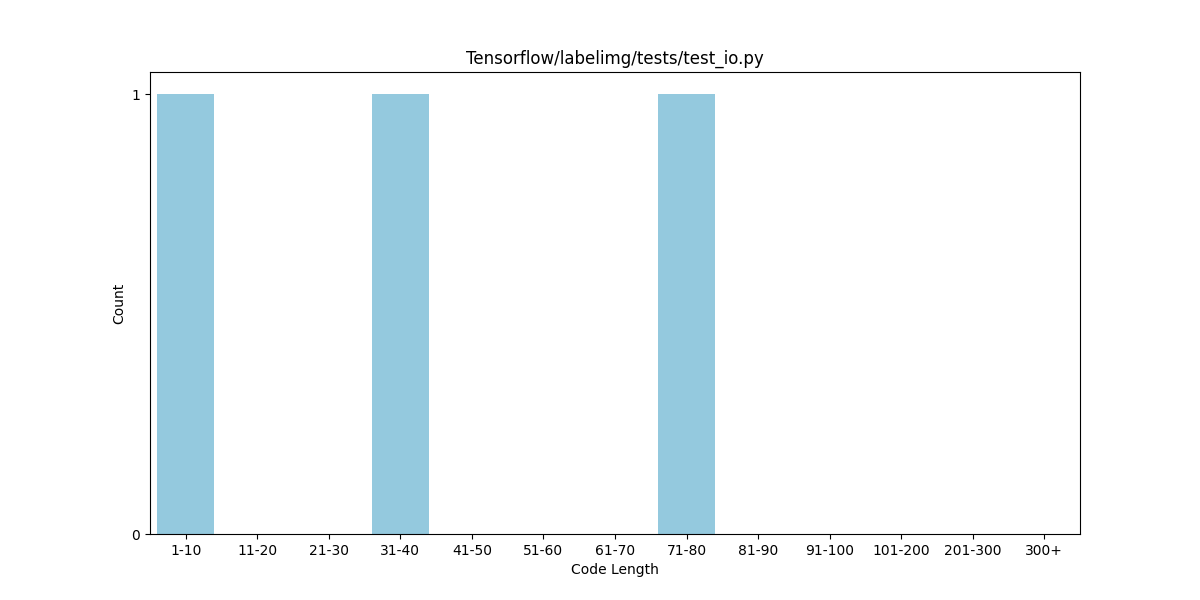 Tensorflow/labelimg/tests/test_io.py
1
Count
0
1-10 11-20 21-30 31-40 41-50 51-60 61-70 71-80 81-90 91-100 101-200 201-300 300+
Code Length